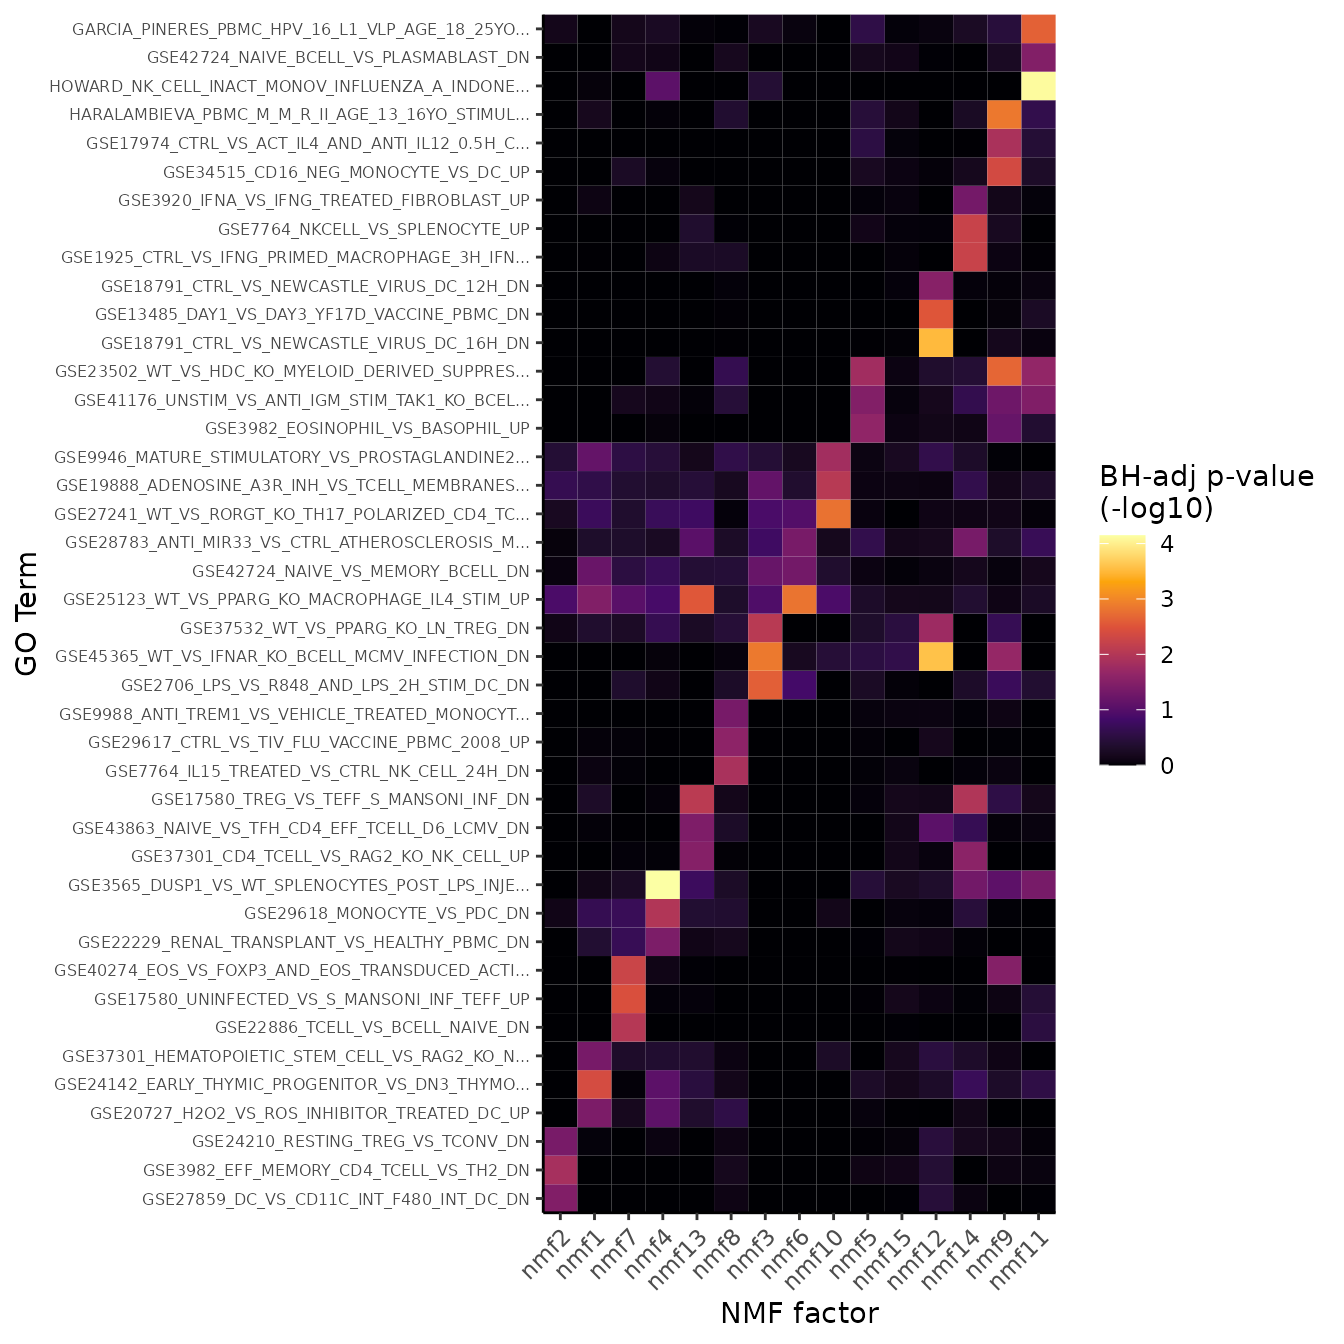 GARCIA_PINERES_PBMC_HPV_16_L1_VLP_AGE_18_25YO...
GSE42724_NAIVE_BCELL_VS_PLASMABLAST_DN
HOWARD_NK_CELL_INACT_MONOV_INFLUENZA_A_INDONE...
HARALAMBIEVA_PBMC_M_M_R_II_AGE_13_16YO_STIMUL...
GSE17974_CTRL_VS_ACT_IL4_AND_ANTI_IL12_0.5H_C...
GSE34515_CD16_NEG_MONOCYTE_VS_DC_UP
GSE3920_IFNA_VS_IFNG_TREATED_FIBROBLAST_UP
GSE7764_NKCELL_VS_SPLENOCYTE_UP
GSE1925_CTRL_VS_IFNG_PRIMED_MACROPHAGE_3H_IFN...
GSE18791_CTRL_VS_NEWCASTLE_VIRUS_DC_12H_DN
GSE13485_DAY1_VS_DAY3_YF17D_VACCINE_PBMC_DN
GSE18791_CTRL_VS_NEWCASTLE_VIRUS_DC_16H_DN
GSE23502_WT_VS_HDC_KO_MYELOID_DERIVED_SUPPRES...
GSE41176_UNSTIM_VS_ANTI_IGM_STIM_TAK1_KO_BCEL...
GSE3982_EOSINOPHIL_VS_BASOPHIL_UP
GSE9946_MATURE_STIMULATORY_VS_PROSTAGLANDINE2...
GSE19888_ADENOSINE_A3R_INH_VS_TCELL_MEMBRANES...
GSE27241_WT_VS_RORGT_KO_TH17_POLARIZED_CD4_TC...
GSE28783_ANTI_MIR33_VS_CTRL_ATHEROSCLEROSIS_M...
GSE42724_NAIVE_VS_MEMORY_BCELL_DN
GSE25123_WT_VS_PPARG_KO_MACROPHAGE_IL4_STIM_UP
GSE37532_WT_VS_PPARG_KO_LN_TREG_DN
GSE45365_WT_VS_IFNAR_KO_BCELL_MCMV_INFECTION_DN
GSE2706_LPS_VS_R848_AND_LPS_2H_STIM_DC_DN
GSE9988_ANTI_TREM1_VS_VEHICLE_TREATED_MONOCYT...
GSE29617_CTRL_VS_TIV_FLU_VACCINE_PBMC_2008_UP
GSE7764_IL15_TREATED_VS_CTRL_NK_CELL_24H_DN
GSE17580_TREG_VS_TEFF_S_MANSONI_INF_DN
GSE43863_NAIVE_VS_TFH_CD4_EFF_TCELL_D6_LCMV_DN
GSE37301_CD4_TCELL_VS_RAG2_KO_NK_CELL_UP
GSE3565_DUSP1_VS_WT_SPLENOCYTES_POST_LPS_INJE...
GSE29618_MONOCYTE_VS_PDC_DN
GSE22229_RENAL_TRANSPLANT_VS_HEALTHY_PBMC_DN
GSE40274_EOS_VS_FOXP3_AND_EOS_TRANSDUCED_ACTI...
GSE17580_UNINFECTED_VS_S_MANSONI_INF_TEFF_UP
GSE22886_TCELL_VS_BCELL_NAIVE_DN
GSE37301_HEMATOPOIETIC_STEM_CELL_VS_RAG2_KO_N...
GSE24142_EARLY_THYMIC_PROGENITOR_VS_DN3_THYMO...
GSE20727_H2O2_VS_ROS_INHIBITOR_TREATED_DC_UP
GSE24210_RESTING_TREG_VS_TCONV_DN
GSE3982_EFF_MEMORY_CD4_TCELL_VS_TH2_DN
GSE27859_DC_VS_CD11C_INT_F480_INT_DC_DN
GO Term
nmf2 nmf1 nmf7 nmf4 nmf13 nmf8 nmf3 nmf6 nmf10 nmf5 nmf15 nmf12 nmf14 nmf9 nmf11
NMF factor
BH-adj p-value
(-log10)
4
3
2
1
0